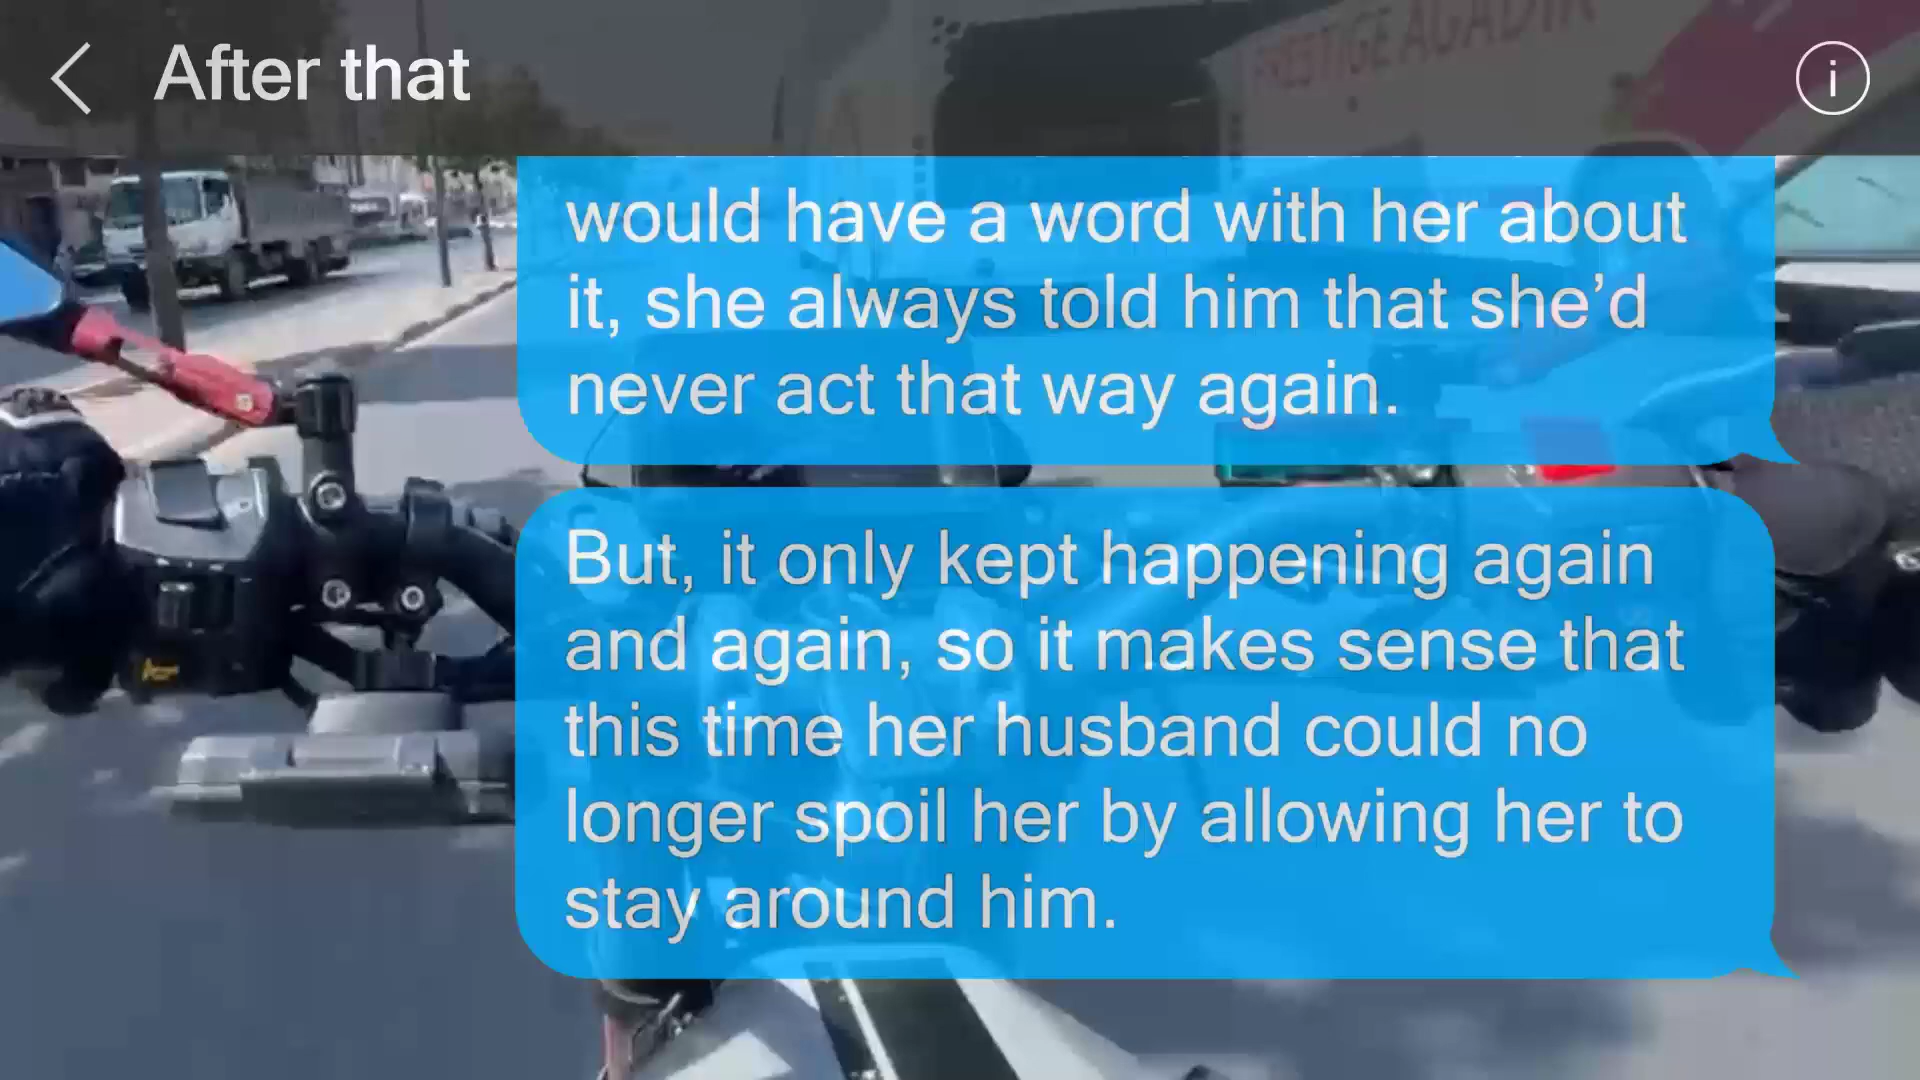 After that
PRESTIGE AGADIR
would have a word with her about
it, she always told him that she’d
never act that way again.
But, it only kept happening again
and again, so it makes sense that
this time her husband could no
longer spoil her by allowing her to
stay around him.